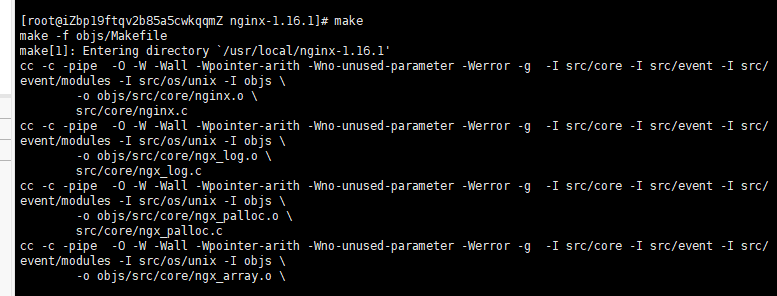 [root@iZbp19ftqv2b85a5cwkqqmZ nginx-1.16.1]# make
make -f objs/Makefile
make[1]: Entering directory `/usr/local/nginx-1.16.1'
cc -c -pipe  -O -W -Wall -Wpointer-arith -Wno-unused-parameter -Werror -g  -I src/core -I src/event -I src/
event/modules -I src/os/unix -I objs \
        -o objs/src/core/nginx.o \
        src/core/nginx.c
cc -c -pipe  -O -W -Wall -Wpointer-arith -Wno-unused-parameter -Werror -g  -I src/core -I src/event -I src/
event/modules -I src/os/unix -I objs \
        -o objs/src/core/ngx_log.o \
        src/core/ngx_log.c
cc -c -pipe  -O -W -Wall -Wpointer-arith -Wno-unused-parameter -Werror -g  -I src/core -I src/event -I src/
event/modules -I src/os/unix -I objs \
        -o objs/src/core/ngx_palloc.o \
        src/core/ngx_palloc.c
cc -c -pipe  -O -W -Wall -Wpointer-arith -Wno-unused-parameter -Werror -g  -I src/core -I src/event -I src/
event/modules -I src/os/unix -I objs \
        -o objs/src/core/ngx_array.o \